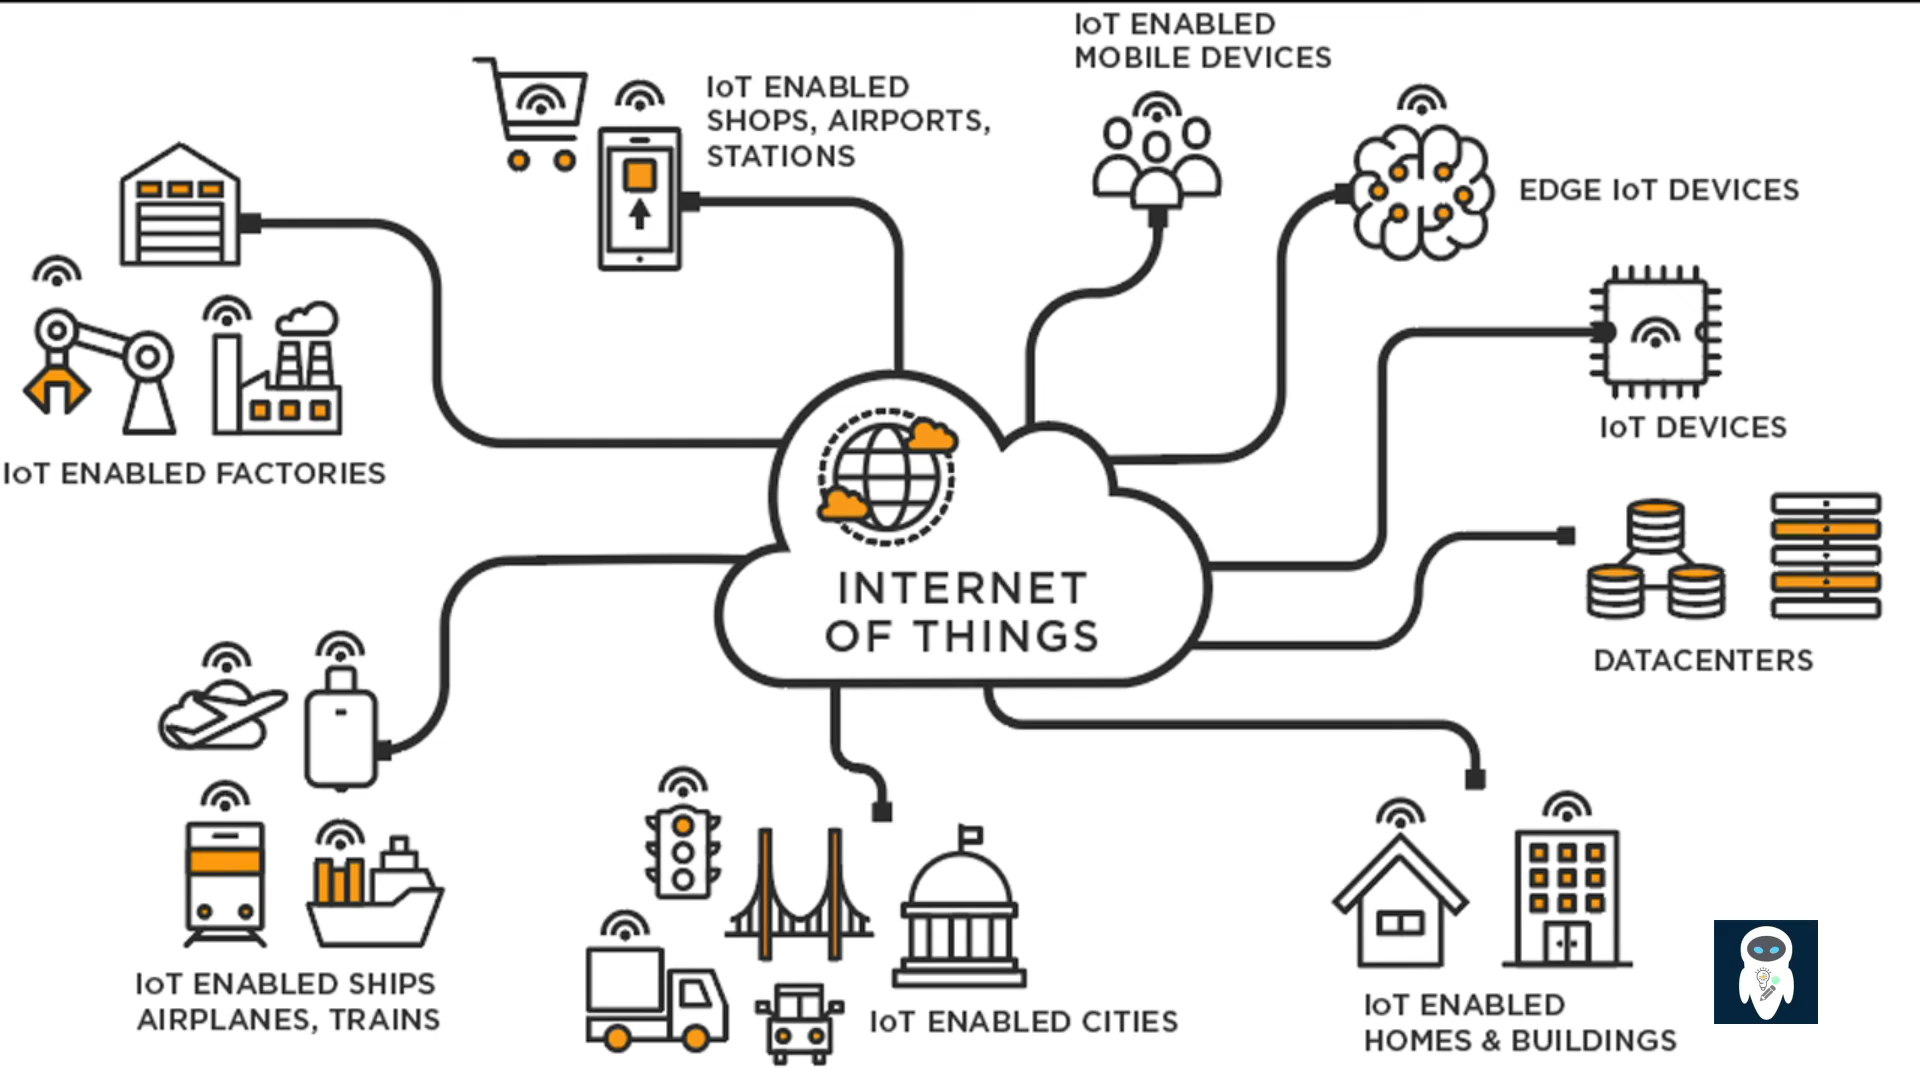 IoT ENABLED
MOBILE DEVICES
IoT ENABLED
SHOPS, AIRPORTS,
STATIONS
EDGE IoT DEVICES
IoT DEVICES
IoT ENABLED FACTORIES
INTERNET
OF THINGS
DATACENTERS
IoT ENABLED SHIPS
AIRPLANES, TRAINS
IoT ENABLED CITIES
IoT ENABLED
HOMES & BUILDINGS